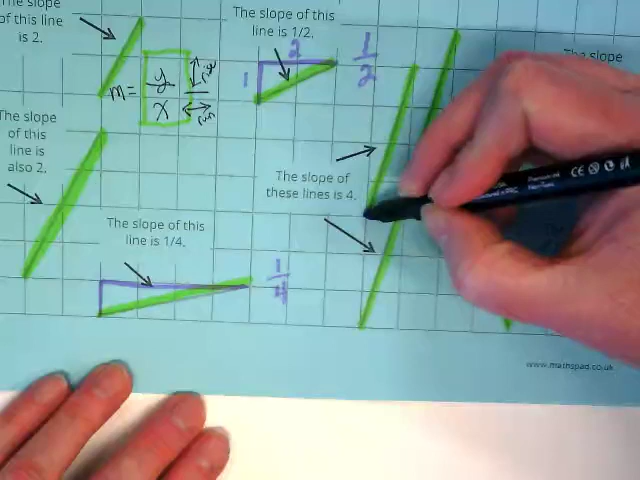 The slope
of this line
is 2.
The slope of this
line is 1/2.
2
1
1
2
m = y rise
x run
The slope
of this
line is
also 2.
The slope of
these lines is 4.
The slope of this
line is 1/4.
1
4
The slope
CE
www.mathspad.co.uk